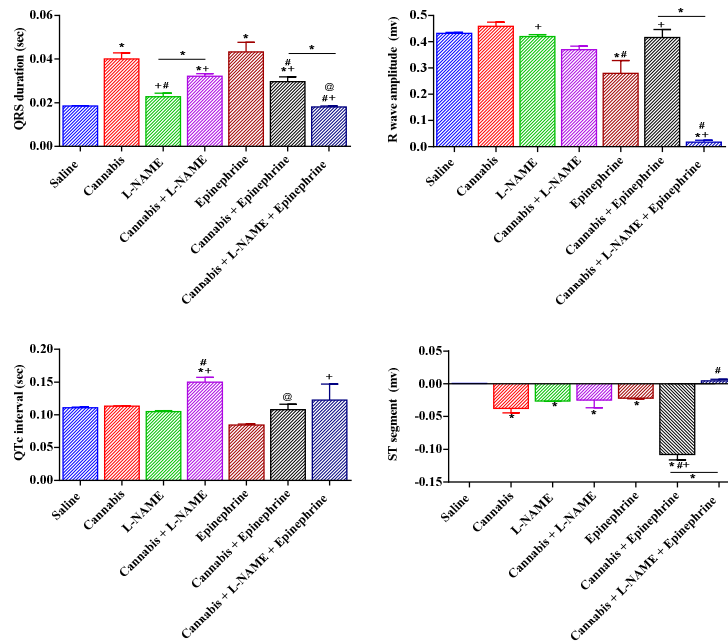 QRS duration (sec)
0.06
0.04
0.02
0.00
*
+ #
*
* +
*
#
* +
*
@
# +
Saline
Cannabis
L-NAME
Cannabis + L-NAME
Epinephrine
Cannabis + Epinephrine
Cannabis + L-NAME + Epinephrine
R wave amplitude (mv)
0.5
0.4
0.3
0.2
0.1
0.0
+
* #
+
*
#
* +
Saline
Cannabis
L-NAME
Cannabis + L-NAME
Epinephrine
Cannabis + Epinephrine
Cannabis + L-NAME + Epinephrine
QTc interval (sec)
0.20
0.15
0.10
0.05
0.00
#
* +
@
+
Saline
Cannabis
L-NAME
Cannabis + L-NAME
Epinephrine
Cannabis + Epinephrine
Cannabis + L-NAME + Epinephrine
ST segment (mv)
0.05
0.00
-0.05
-0.10
-0.15
*
*
*
*
* # +
*
#
Saline
Cannabis
L-NAME
Cannabis + L-NAME
Epinephrine
Cannabis + Epinephrine
Cannabis + L-NAME + Epinephrine